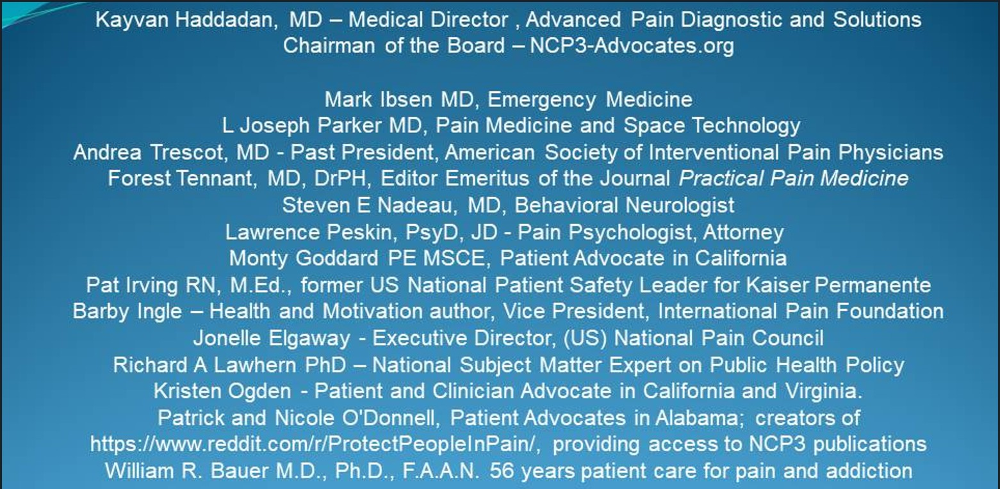 Kayvan Haddadan, MD – Medical Director , Advanced Pain Diagnostic and Solutions
Chairman of the Board – NCP3-Advocates.org
Mark Ibsen MD, Emergency Medicine
L Joseph Parker MD, Pain Medicine and Space Technology
Andrea Trescot, MD - Past President, American Society of Interventional Pain Physicians
Forest Tennant, MD, DrPH, Editor Emeritus of the Journal Practical Pain Medicine
Steven E Nadeau, MD, Behavioral Neurologist
Lawrence Peskin, PsyD, JD - Pain Psychologist, Attorney
Monty Goddard PE MSCE, Patient Advocate in California
Pat Irving RN, M.Ed., former US National Patient Safety Leader for Kaiser Permanente
Barby Ingle – Health and Motivation author, Vice President, International Pain Foundation
Jonelle Elgaway - Executive Director, (US) National Pain Council
Richard A Lawhern PhD – National Subject Matter Expert on Public Health Policy
Kristen Ogden - Patient and Clinician Advocate in California and Virginia.
Patrick and Nicole O'Donnell, Patient Advocates in Alabama; creators of
https://www.reddit.com/r/ProtectPeopleInPain/, providing access to NCP3 publications
William R. Bauer M.D., Ph.D., F.A.A.N. 56 years patient care for pain and addiction